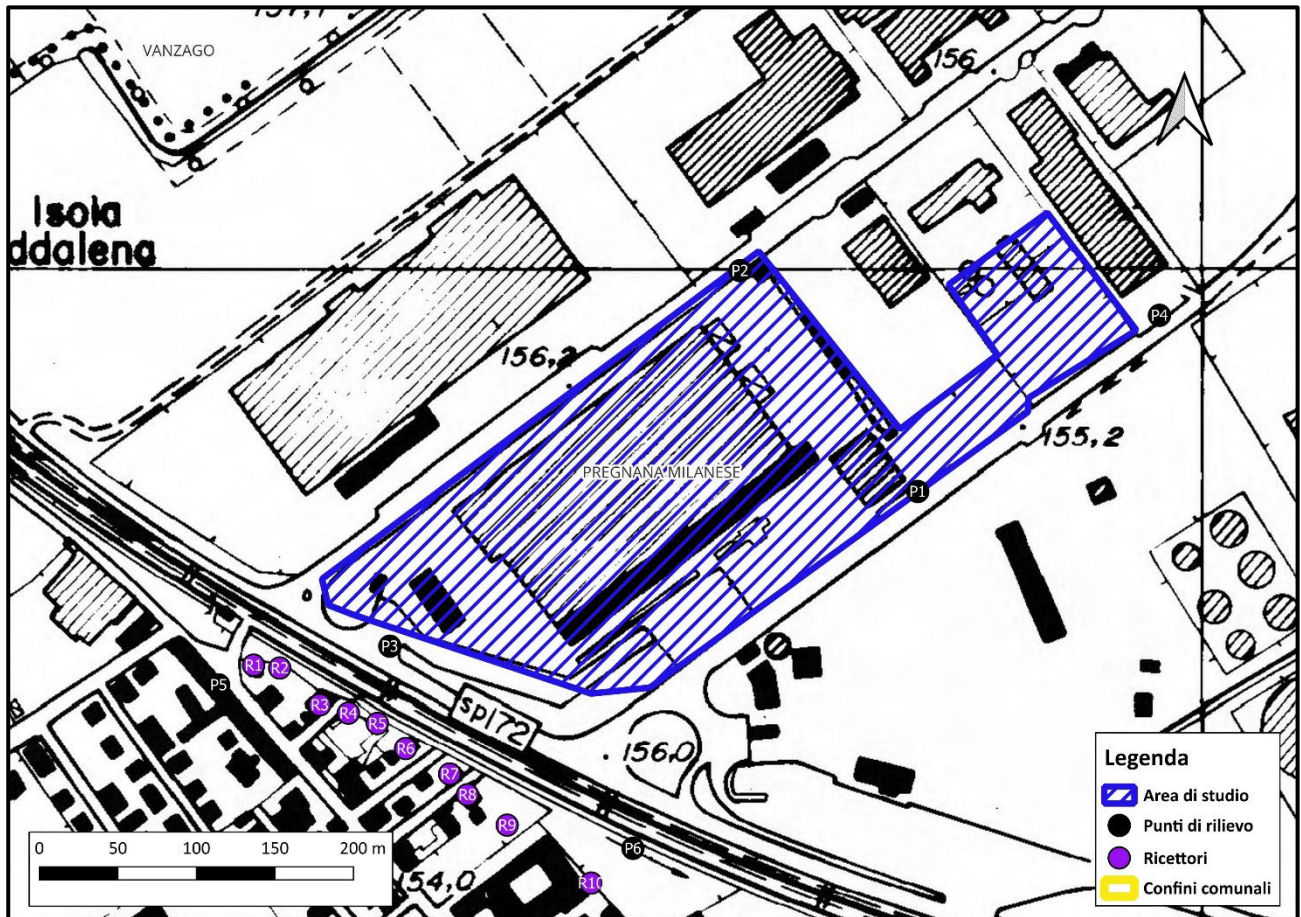 VANZAGO
156
Isola
ddalena
P2
P4
156,2
155,2
PREGNANA MILANESE
P1
P3
R1
R2
P5
R3
R4
R5
R6
sp172
156,0
R7
R8
R9
P6
R10
154,0
0 50 100 150 200 m
Legenda
Area di studio
Punti di rilievo
Ricettori
Confini comunali